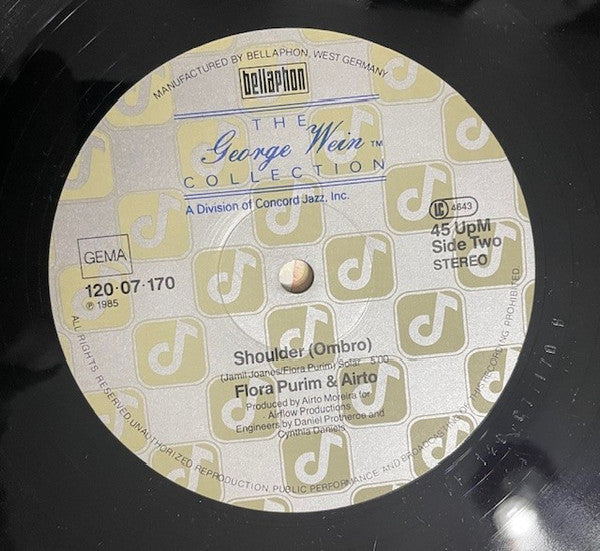 MANUFACTURED BY BELLAPHON, WEST GERMANY
bellaphon
THE
George Wein TM
COLLECTION
A Division of Concord Jazz, Inc.
GEMA
120·07·170
℗ 1985
LC 4643
45 UpM
Side Two
STEREO
Shoulder (Ombro)
(Jamil Joanes/Flora Purim) Solar 5,00
Flora Purim & Airto
Produced by Airto Moreira for
Airflow Productions.
Engineers by Daniel Protheroe and
Cynthia Daniels
ALL RIGHTS RESERVED UNAUTHORIZED REPRODUCTION PUBLIC PERFORMANCE AND BROADCASTING PROHIBITED